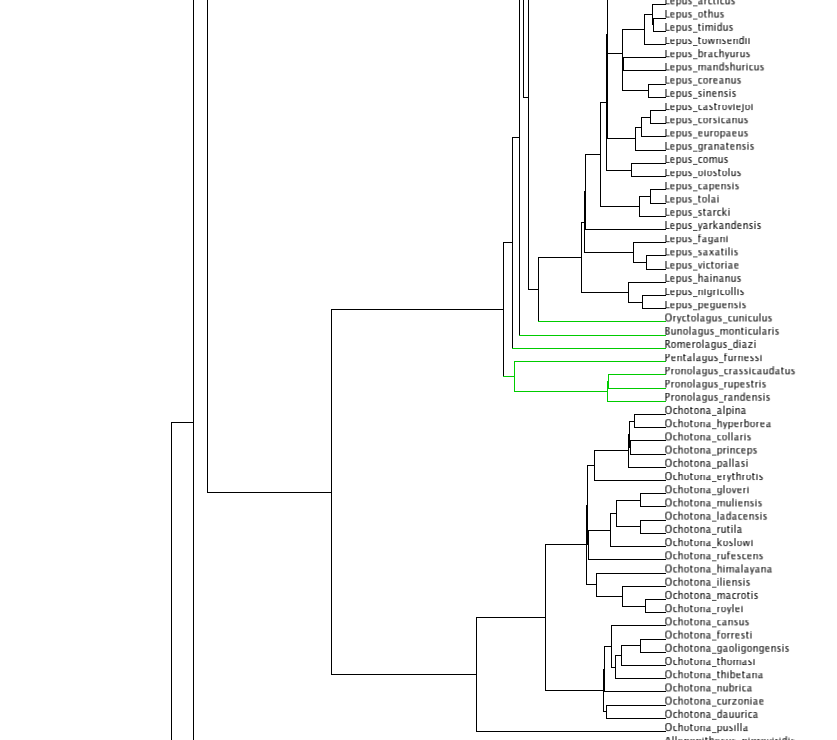 Lepus_arcticus
Lepus_othus
Lepus_timidus
Lepus_townsendii
Lepus_brachyurus
Lepus_mandshuricus
Lepus_coreanus
Lepus_sinensis
Lepus_castroviejoi
Lepus_corsicanus
Lepus_europaeus
Lepus_granatensis
Lepus_comus
Lepus_oiostolus
Lepus_capensis
Lepus_tolai
Lepus_starcki
Lepus_yarkandensis
Lepus_fagani
Lepus_saxatilis
Lepus_victoriae
Lepus_hainanus
Lepus_nigricollis
Lepus_peguensis
Oryctolagus_cuniculus
Bunolagus_monticularis
Romerolagus_diazi
Pentalagus_furnessi
Pronolagus_crassicaudatus
Pronolagus_rupestris
Pronolagus_randensis
Ochotona_alpina
Ochotona_hyperborea
Ochotona_collaris
Ochotona_princeps
Ochotona_pallasi
Ochotona_erythrotis
Ochotona_gloveri
Ochotona_muliensis
Ochotona_ladacensis
Ochotona_rutila
Ochotona_koslowi
Ochotona_rufescens
Ochotona_himalayana
Ochotona_iliensis
Ochotona_macrotis
Ochotona_roylei
Ochotona_cansus
Ochotona_forresti
Ochotona_gaoligongensis
Ochotona_thomasi
Ochotona_thibetana
Ochotona_nubrica
Ochotona_curzoniae
Ochotona_dauurica
Ochotona_pusilla